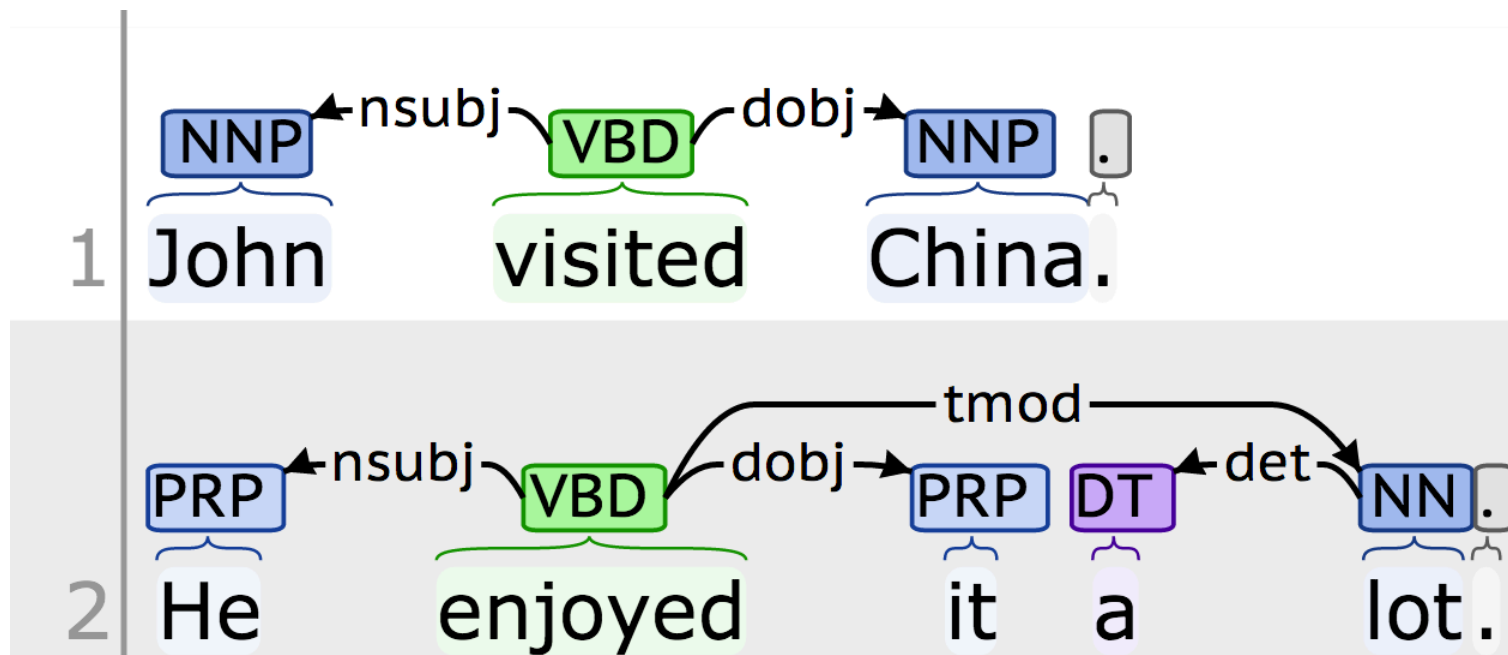 nsubj dobj
NNP VBD NNP .
1 John visited China.
tmod
nsubj dobj det
PRP VBD PRP DT NN .
2 He enjoyed it a lot.